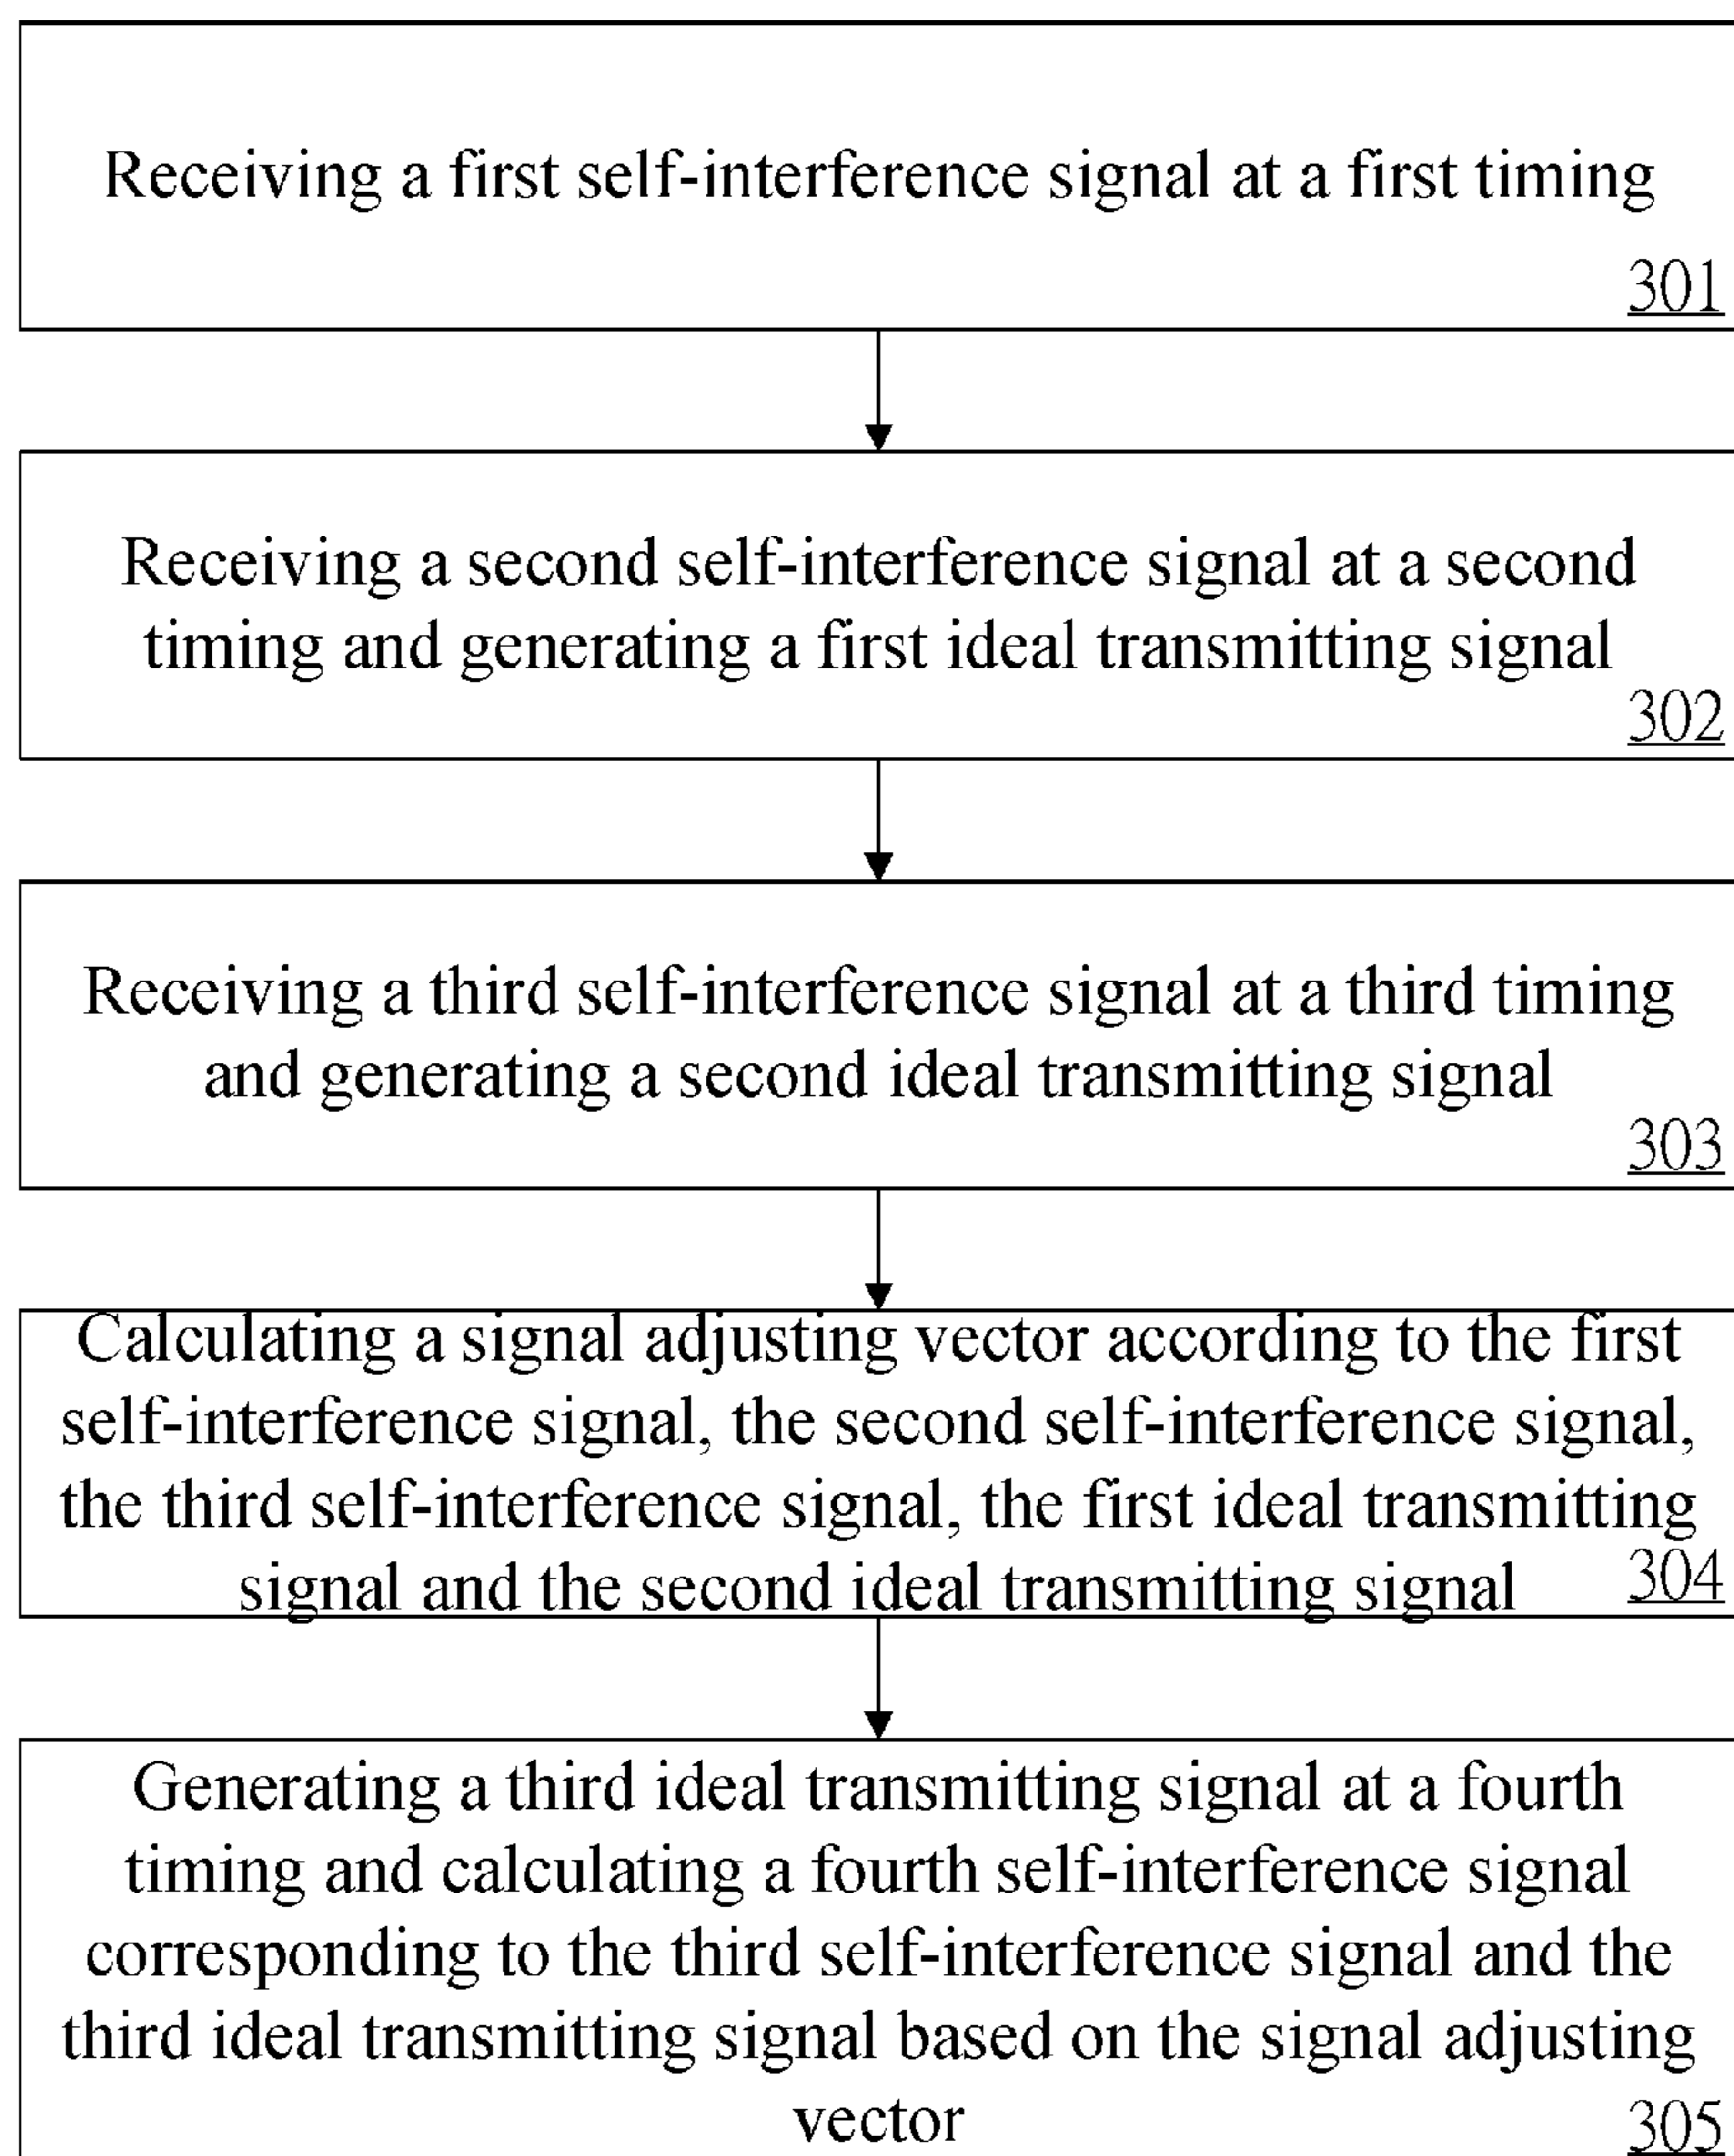 Receiving a first self-interference signal at a first timing
301
Receiving a second self-interference signal at a second
timing and generating a first ideal transmitting signal
302
Receiving a third self-interference signal at a third timing
and generating a second ideal transmitting signal
303
Calculating a signal adjusting vector according to the first
self-interference signal, the second self-interference signal,
the third self-interference signal, the first ideal transmitting
signal and the second ideal transmitting signal
304
Generating a third ideal transmitting signal at a fourth
timing and calculating a fourth self-interference signal
corresponding to the third self-interference signal and the
third ideal transmitting signal based on the signal adjusting
vector
305